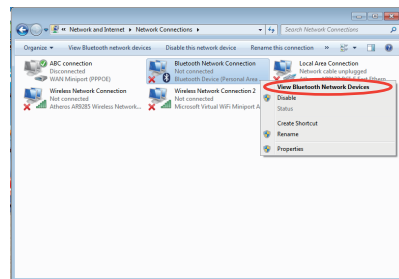 « Network and Internet ▸ Network Connections ▸
Search Network Connections
Organize ▾ View Bluetooth network devices Disable this network device Rename this connection »
ABC connection
Disconnected
WAN Miniport (PPPOE)
Bluetooth Network Connection
Not connected
Bluetooth Device (Personal Area ...
Local Area Connection
Network cable unplugged
Wireless Network Connection
Not connected
Atheros AR9285 Wireless Network...
Wireless Network Connection 2
Not connected
Microsoft Virtual WiFi Miniport A
View Bluetooth Network Devices
Disable
Status
Create Shortcut
Rename
Properties